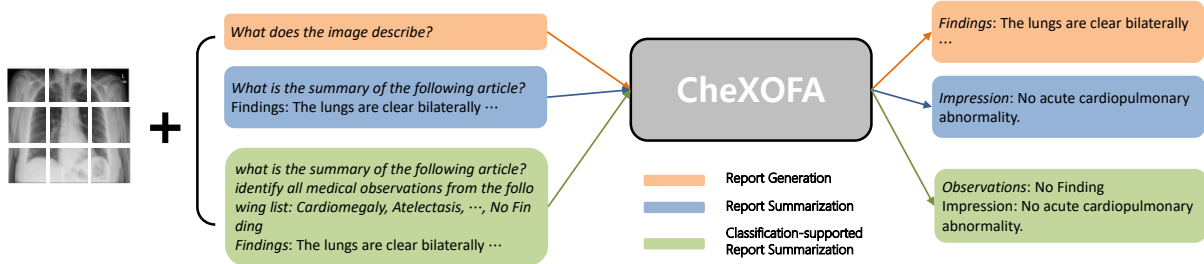 What does the image describe?
What is the summary of the following article?
Findings: The lungs are clear bilaterally ⋯
what is the summary of the following article?
identify all medical observations from the follo
wing list: Cardiomegaly, Atelectasis, ⋯, No Fin
ding
Findings: The lungs are clear bilaterally ⋯
CheXOFA
Report Generation
Report Summarization
Classification-supported
Report Summarization
Findings: The lungs are clear bilaterally
⋯
Impression: No acute cardiopulmonary
abnormality.
Observations: No Finding
Impression: No acute cardiopulmonary
abnormality.
L